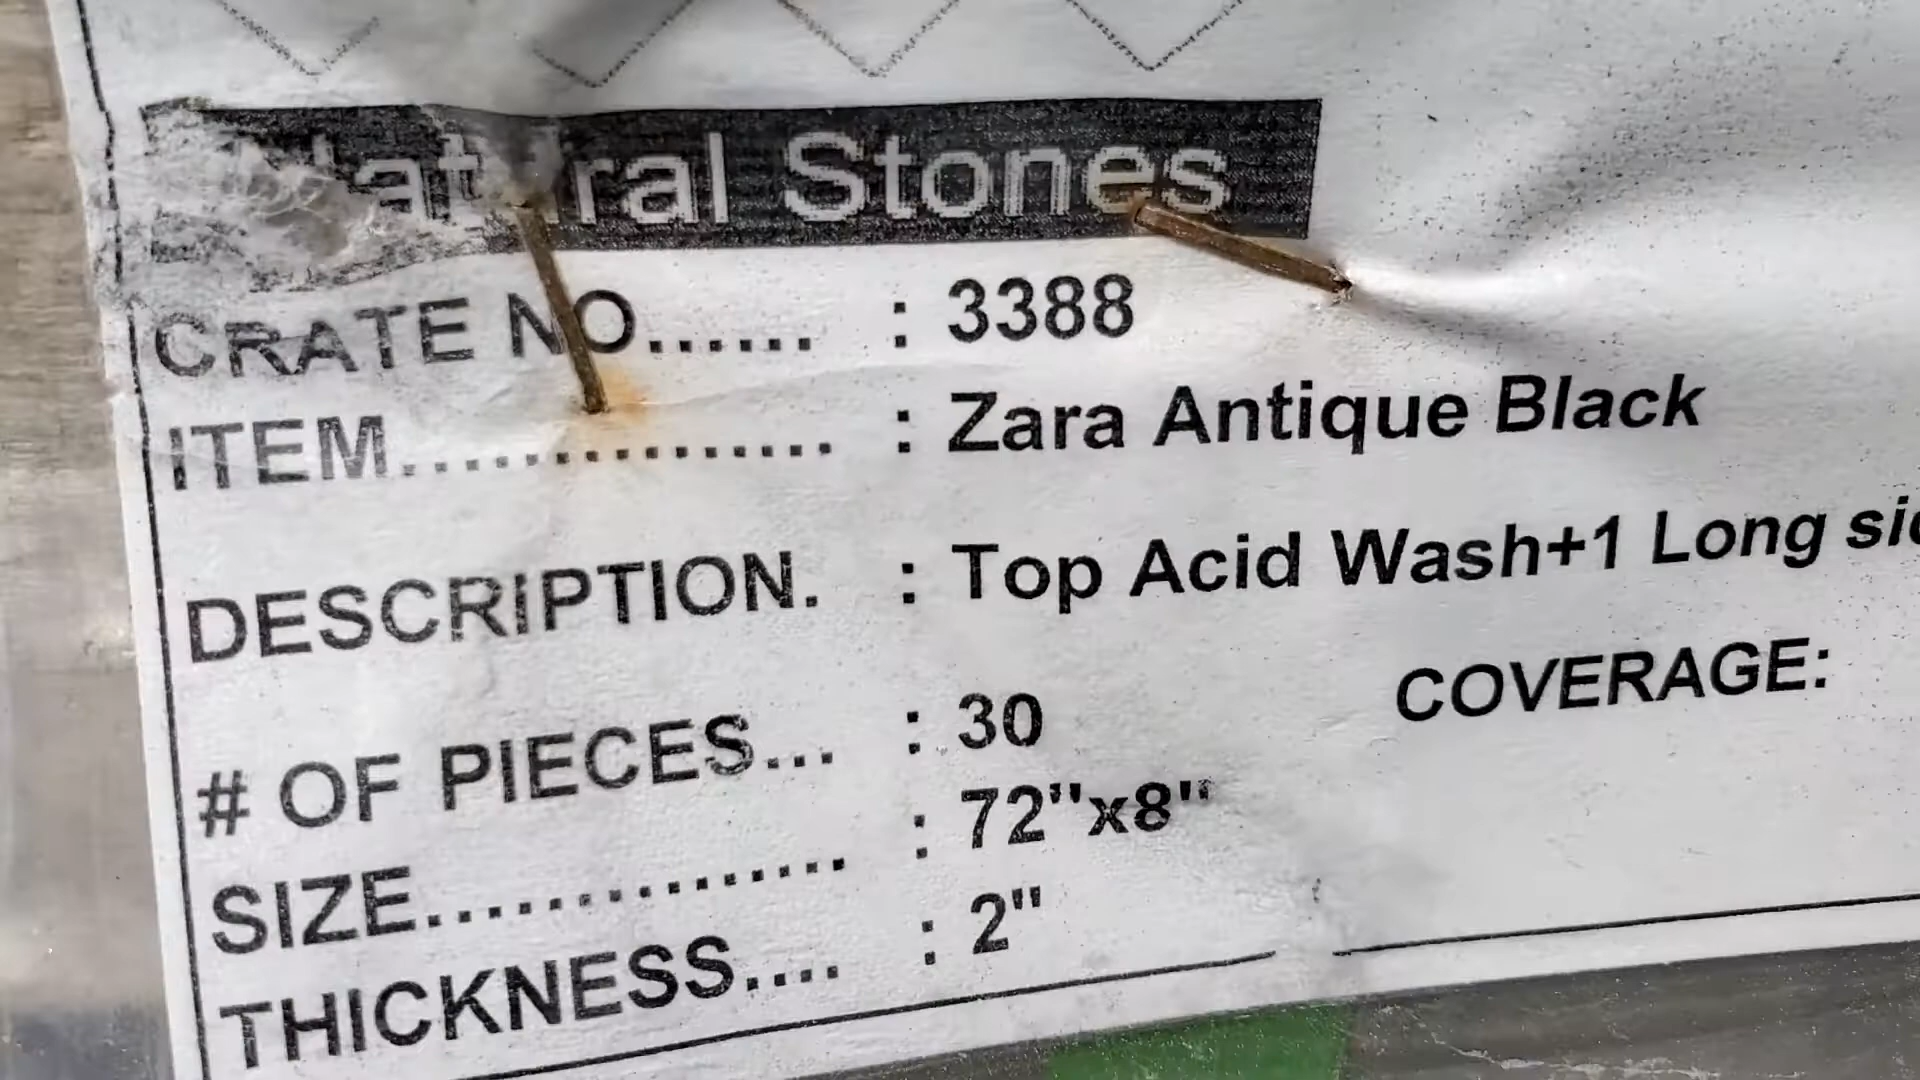 Natural Stones
CRATE NO...... : 3388
ITEM............... : Zara Antique Black
DESCRIPTION. : Top Acid Wash+1 Long
# OF PIECES... : 30 COVERAGE:
SIZE............... : 72"x8"
THICKNESS.... : 2"